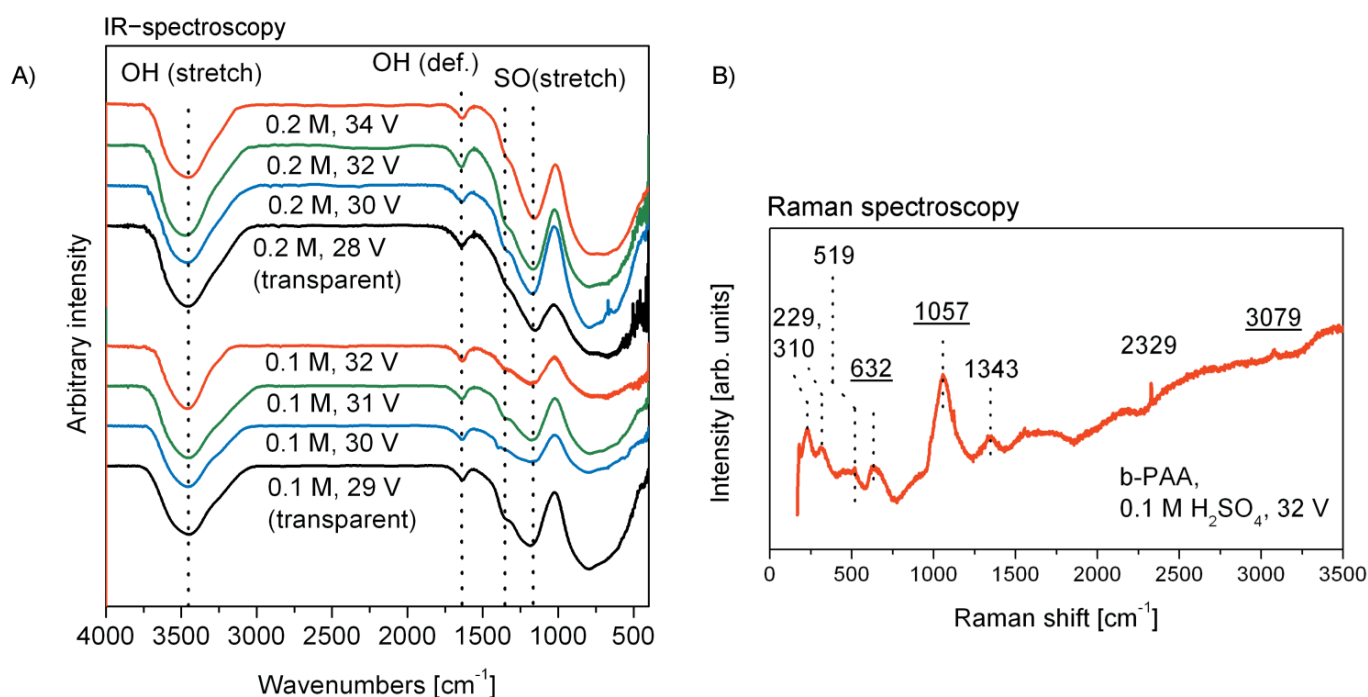 IR−spectroscopy
A)
OH (stretch)
OH (def.)
SO(stretch)
0.2 M, 34 V
0.2 M, 32 V
0.2 M, 30 V
0.2 M, 28 V
(transparent)
0.1 M, 32 V
0.1 M, 31 V
0.1 M, 30 V
0.1 M, 29 V
(transparent)
Arbitrary intensity
4000 3500 3000 2500 2000 1500 1000 500
Wavenumbers [cm⁻¹]
B)
Raman spectroscopy
519
229,
310
632
1057
1343
2329
3079
b-PAA,
0.1 M H₂SO₄, 32 V
Intensity [arb. units]
0 500 1000 1500 2000 2500 3000 3500
Raman shift [cm⁻¹]